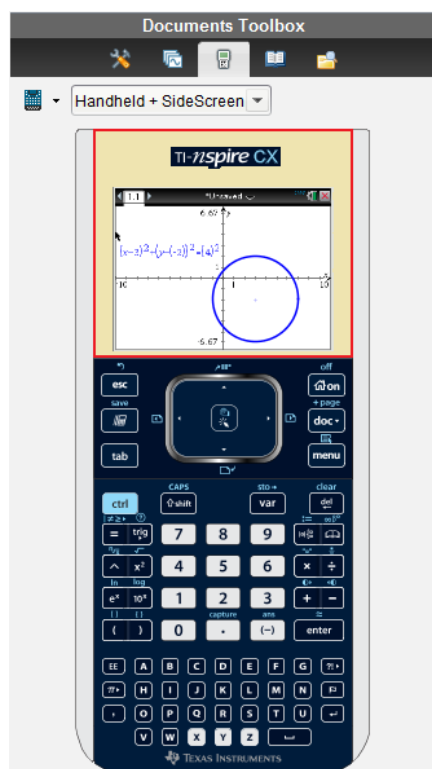 Documents Toolbox
Handheld + SideScreen
TI-nspire CX
1.1 *Unsaved
6.67 y
(x-3)²+(y-(-2))²=(4)²
-10 1 10
-6.67
off
esc on
save +page
doc
tab menu
CAPS sto→ clear
ctrl ⇧shift var del
= trig 7 8 9
^ x² 4 5 6 × ÷
ln log
eˣ 10ˣ 1 2 3 + −
[ ] { } capture ans ≈
( ) 0 . (−) enter
EE A B C D E F G ?!▸
π▸ H I J K L M N
, O P Q R S T U ↵
V W X Y Z
TEXAS INSTRUMENTS